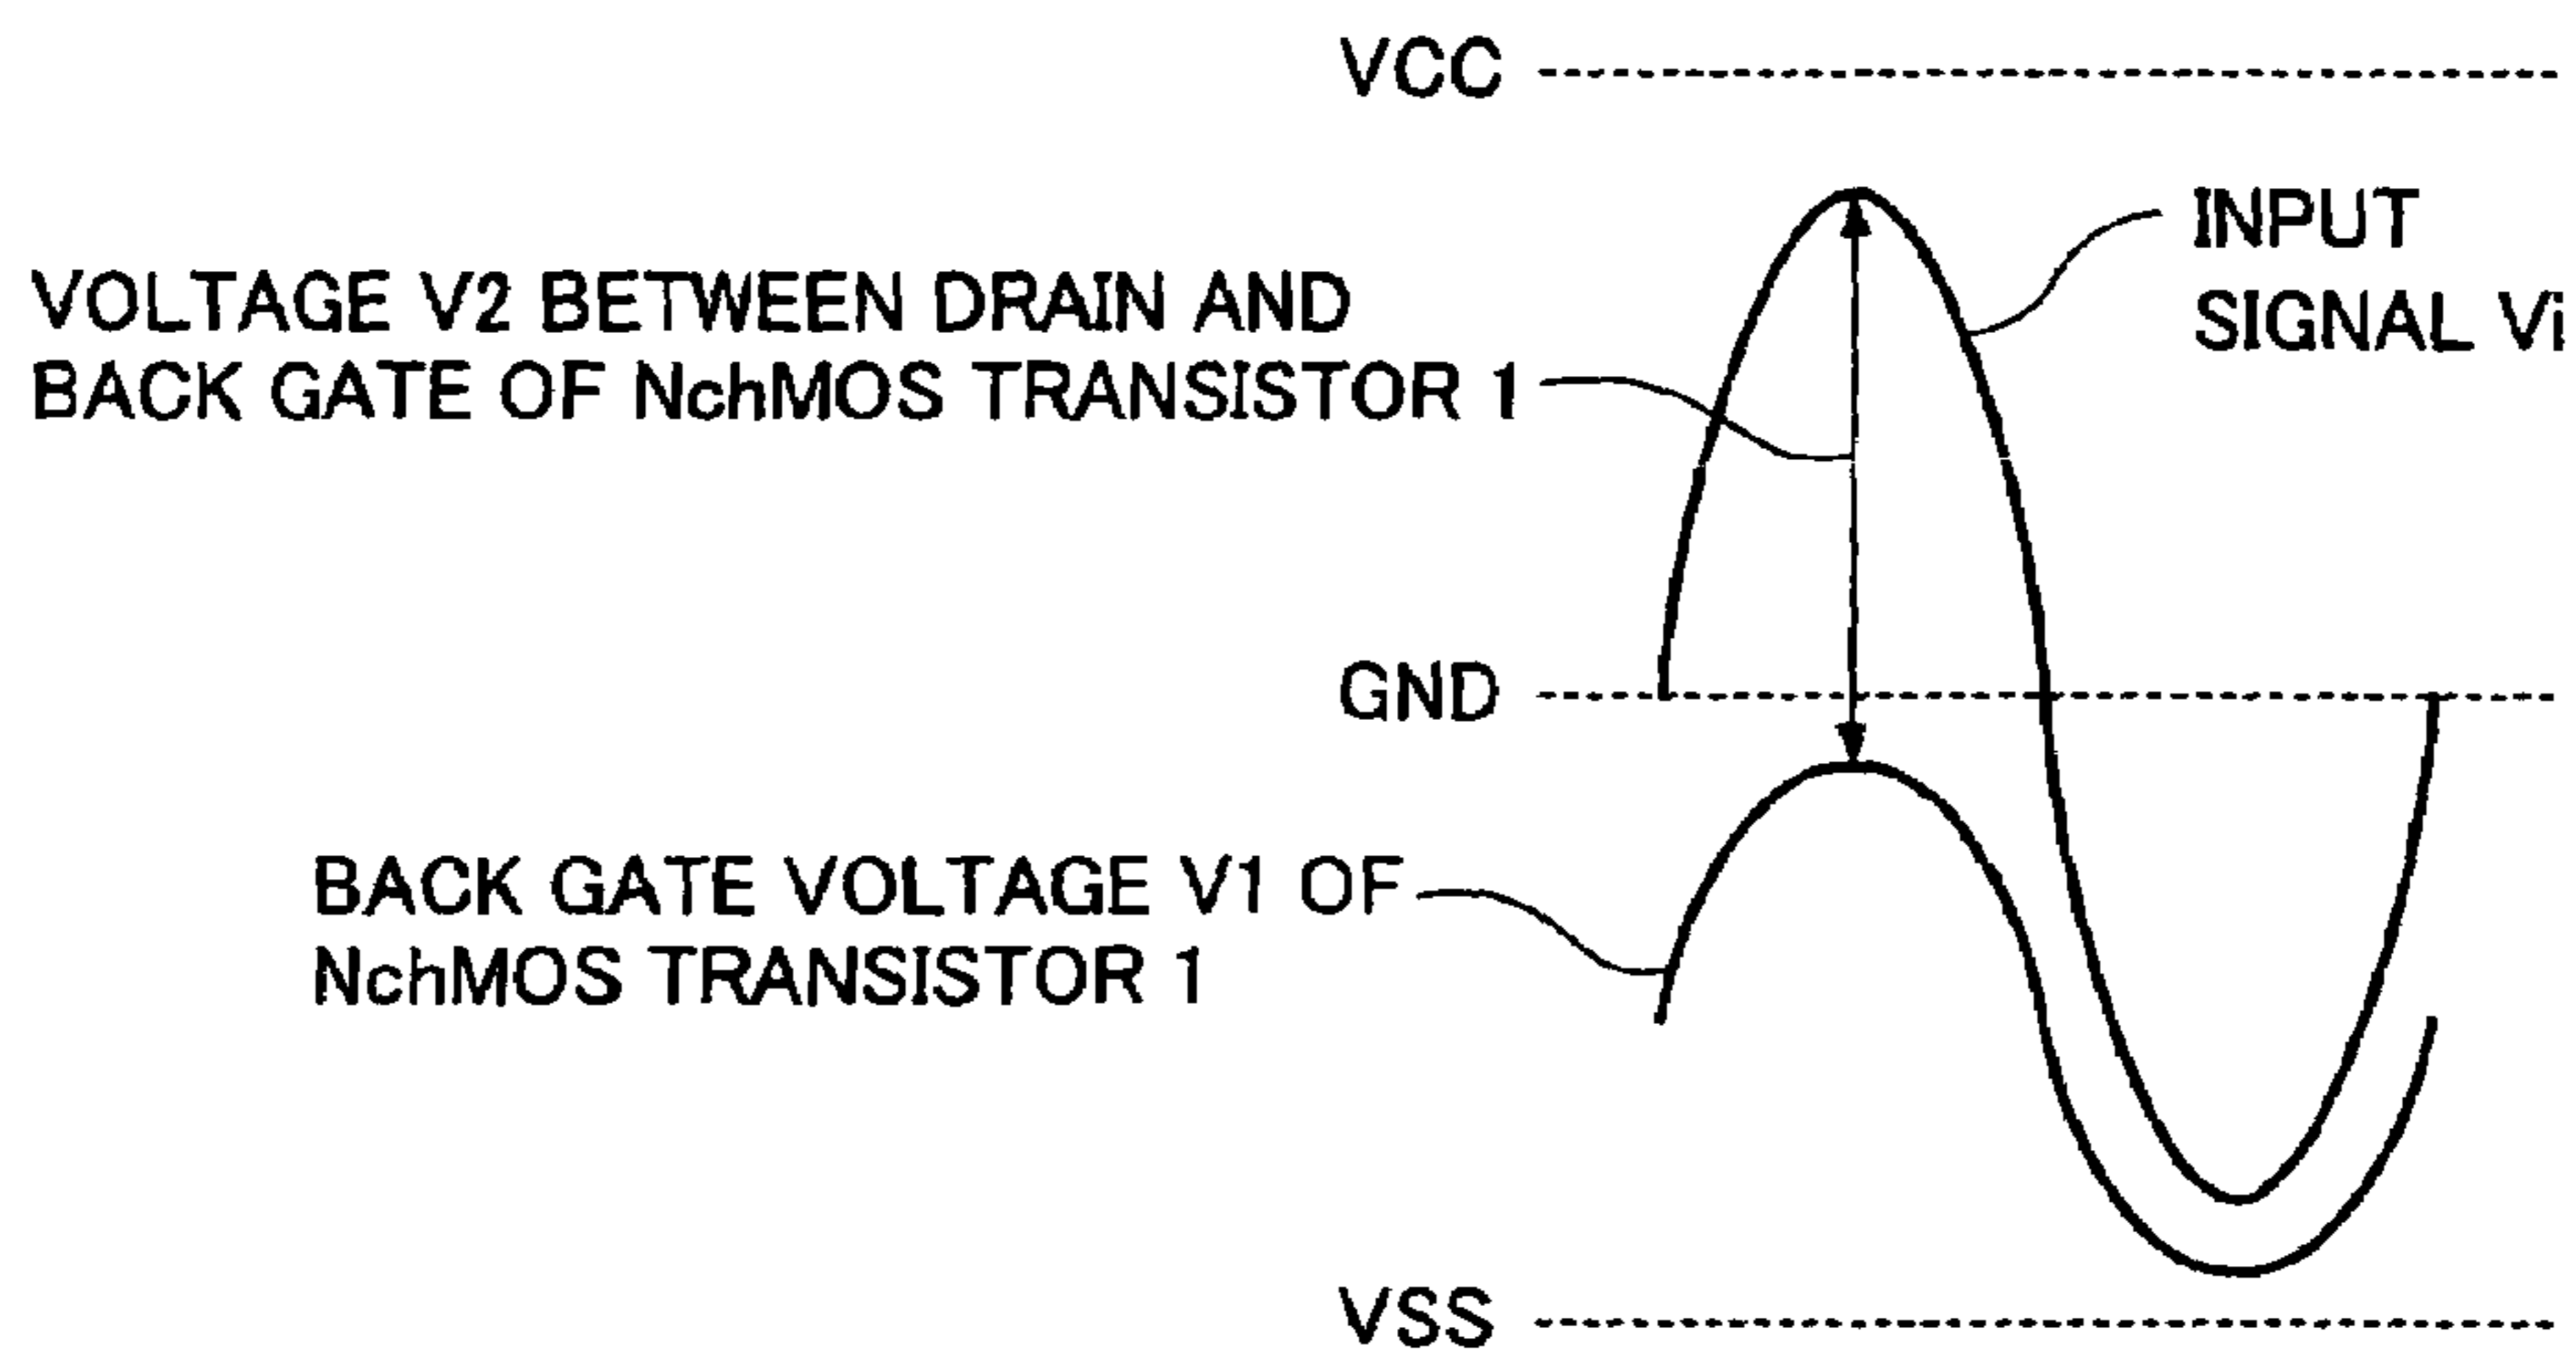 VCC
INPUT
SIGNAL Vi
VOLTAGE V2 BETWEEN DRAIN AND
BACK GATE OF NchMOS TRANSISTOR 1
GND
BACK GATE VOLTAGE V1 OF
NchMOS TRANSISTOR 1
VSS